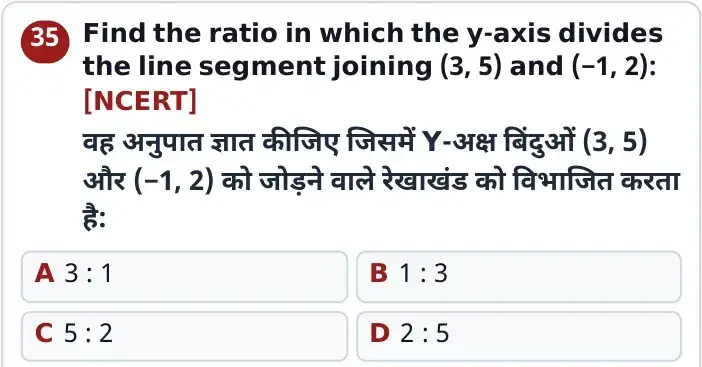 35 Find the ratio in which the y-axis divides
the line segment joining (3, 5) and (−1, 2):
[NCERT]
वह अनुपात ज्ञात कीजिए जिसमें Y-अक्ष बिंदुओं (3, 5)
और (−1, 2) को जोड़ने वाले रेखाखंड को विभाजित करता
है:
A 3 : 1
B 1 : 3
C 5 : 2
D 2 : 5